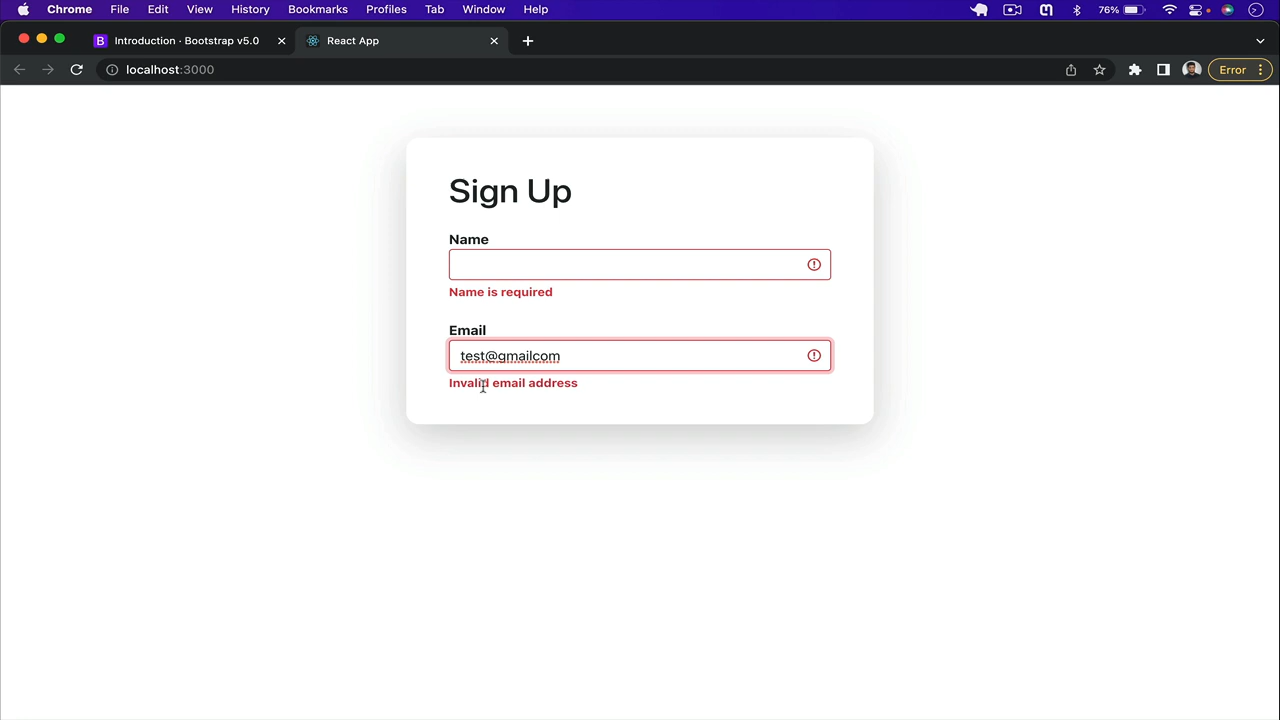 Chrome File Edit View History Bookmarks Profiles Tab Window Help 76%
B Introduction · Bootstrap v5.0 React App
localhost:3000 Error
Sign Up
Name
Name is required
Email
test@gmailcom
Invalid email address